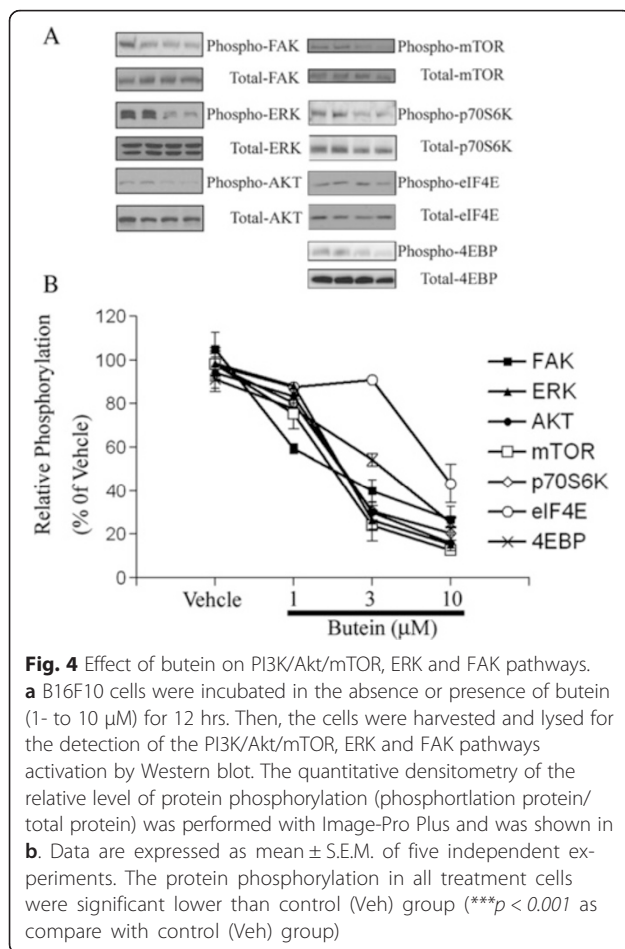 A
Phospho-FAK
Total-FAK
Phospho-ERK
Total-ERK
Phospho-AKT
Total-AKT
Phospho-mTOR
Total-mTOR
Phospho-p70S6K
Total-p70S6K
Phospho-eIF4E
Total-eIF4E
Phospho-4EBP
Total-4EBP
B
Relative Phosphorylation
(% 0f Vehcle)
120
100
80
60
40
20
0
Vehcle
1
3
10
Butein (μM)
FAK
ERK
AKT
mTOR
p70S6K
eIF4E
4EBP
Fig. 4 Effect of butein on PI3K/Akt/mTOR, ERK and FAK pathways.
a B16F10 cells were incubated in the absence or presence of butein
(1- to 10 μM) for 12 hrs. Then, the cells were harvested and lysed for
the detection of the PI3K/Akt/mTOR, ERK and FAK pathways
activation by Western blot. The quantitative densitometry of the
relative level of protein phosphorylation (phosphortlation protein/
total protein) was performed with Image-Pro Plus and was shown in
b. Data are expressed as mean ± S.E.M. of five independent ex-
periments. The protein phosphorylation in all treatment cells
were significant lower than control (Veh) group (***p < 0.001 as
compare with control (Veh) group)